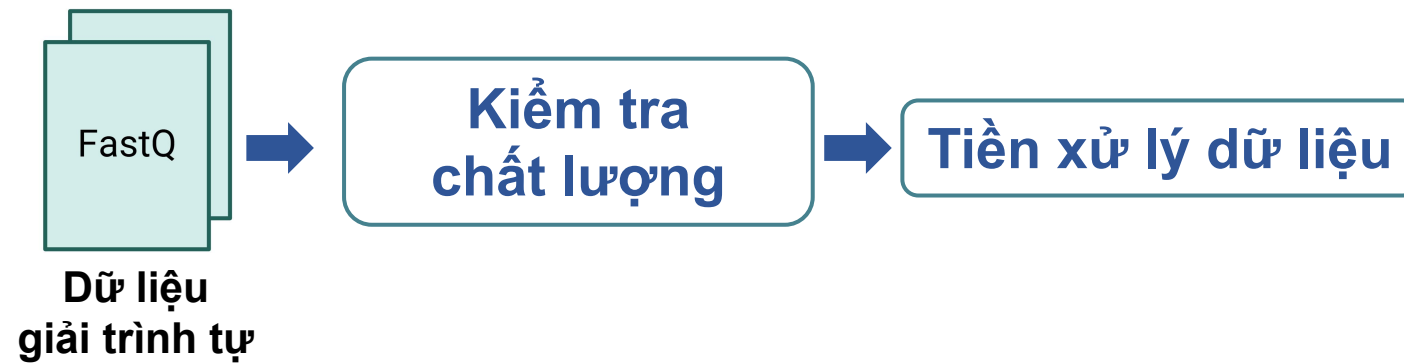 FastQ
Dữ liệu
giải trình tự
Kiểm tra
chất lượng
Tiền xử lý dữ liệu